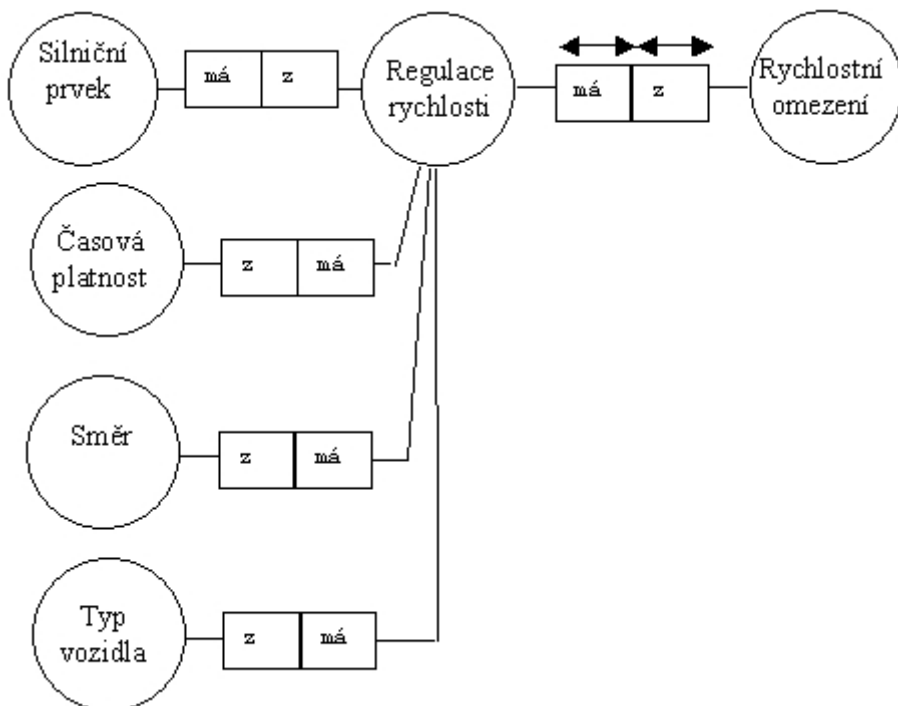 Silniční
prvek
má z
Regulace
rychlosti
má z
Rychlostní
omezení
Časová
platnost
z má
Směr
z má
Typ
vozidla
z má